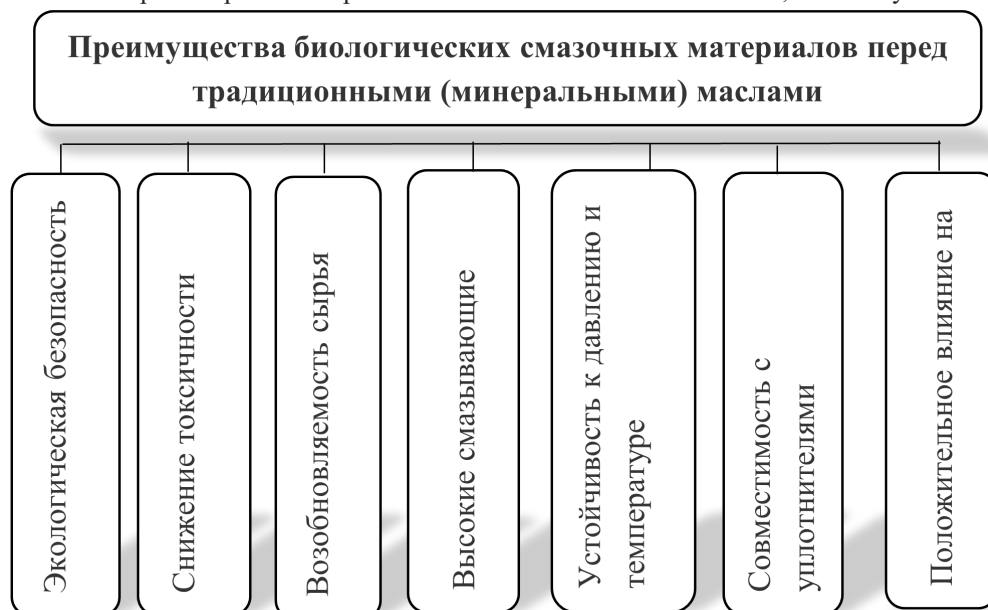 Преимущества биологических смазочных материалов перед
традиционными (минеральными) маслами
Экологическая безопасность
Снижение токсичности
Возобновляемость сырья
Высокие смазывающие
Устойчивость к давлению и
температуре
Совместимость с
уплотнителями
Положительное влияние на